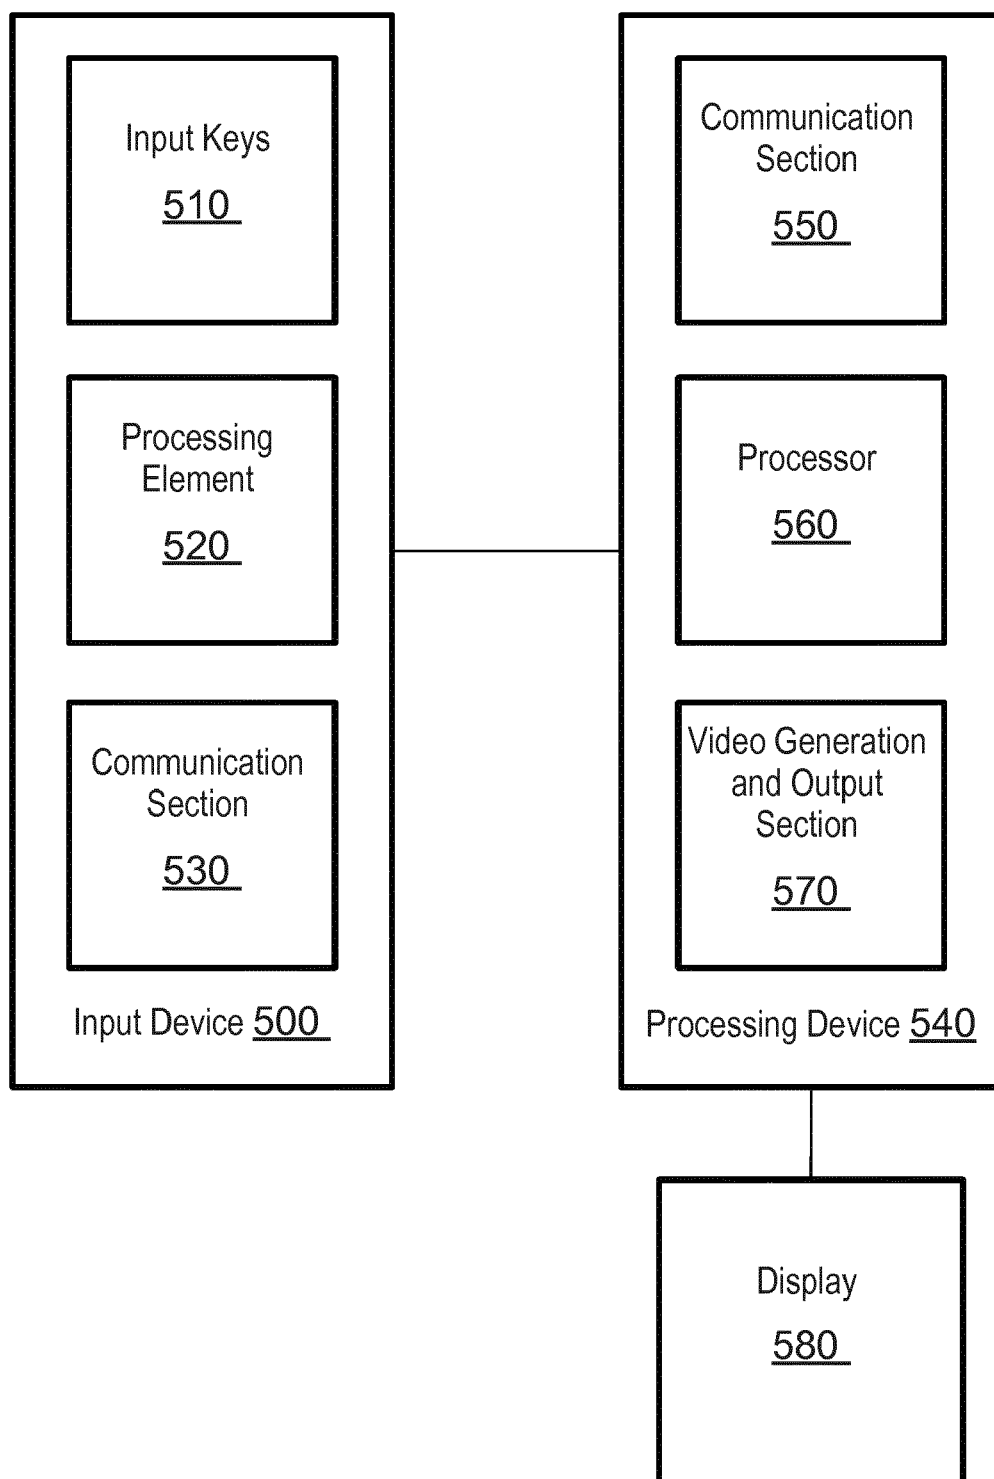 Input Keys
510
Processing
Element
520
Communication
Section
530
Input Device 500
Communication
Section
550
Processor
560
Video Generation
and Output
Section
570
Processing Device 540
Display
580